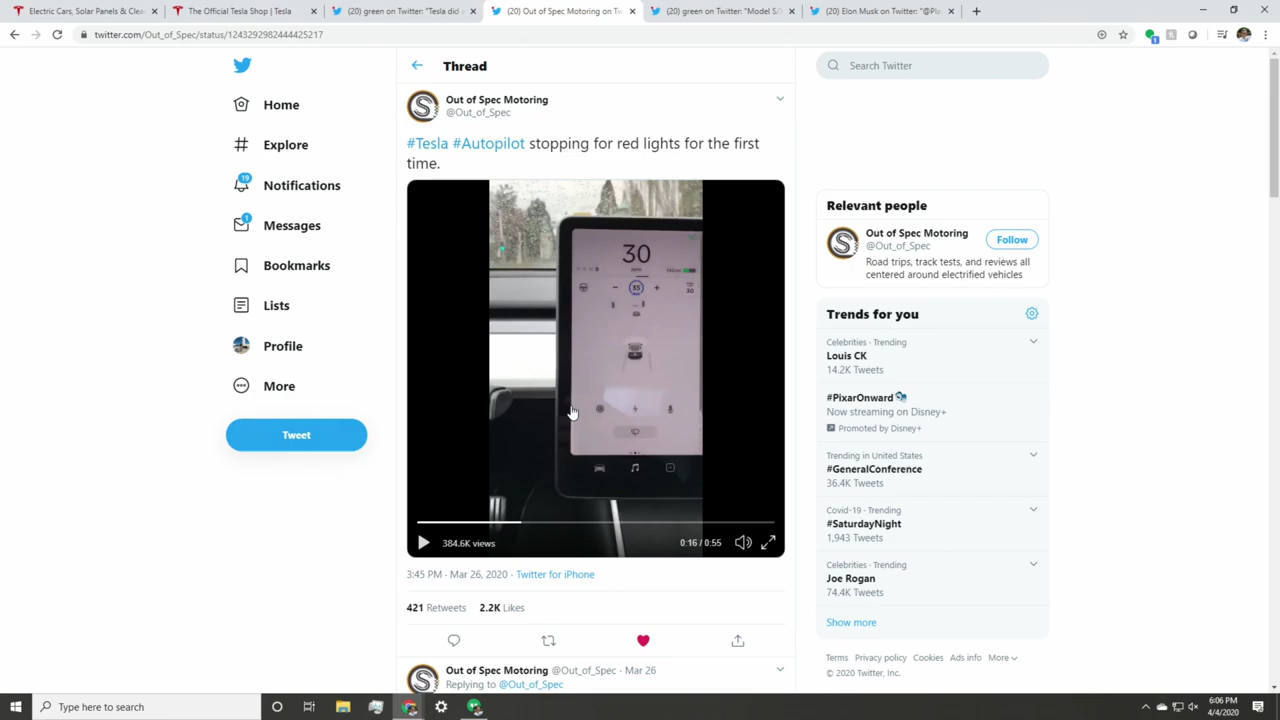 Electric Cars, Solar Panels & Clea
The Official Tesla Shop | Tesla
(20) green on Twitter: "Tesla did
(20) Out of Spec Motoring on Tw
(20) green on Twitter: "Model S/
(20) Elon Musk on Twitter: "@Pla
twitter.com/Out_of_Spec/status/1243292982444425217
Thread
Search Twitter
Home
Explore
19
Notifications
1
Messages
Bookmarks
Lists
Profile
More
Tweet
Out of Spec Motoring
@Out_of_Spec
#Tesla #Autopilot stopping for red lights for the first
time.
30
35
30
384.6K views
0:16 / 0:55
3:45 PM · Mar 26, 2020 · Twitter for iPhone
421 Retweets 2.2K Likes
Out of Spec Motoring @Out_of_Spec · Mar 26
Replying to @Out_of_Spec
Relevant people
Out of Spec Motoring
@Out_of_Spec
Follow
Road trips, track tests, and reviews all
centered around electrified vehicles
Trends for you
Celebrities · Trending
Louis CK
14.2K Tweets
#PixarOnward
Now streaming on Disney+
Promoted by Disney+
Trending in United States
#GeneralConference
36.4K Tweets
Covid-19 · Trending
#SaturdayNight
1,943 Tweets
Celebrities · Trending
Joe Rogan
74.4K Tweets
Show more
Terms Privacy policy Cookies Ads info More
© 2020 Twitter, Inc.
Type here to search
6:06 PM
4/4/2020